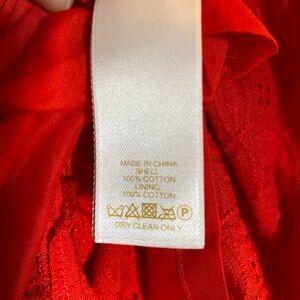 MADE IN CHINA
SHELL
100% COTTON
LINING
100% COTTON
P
DRY CLEAN ONLY